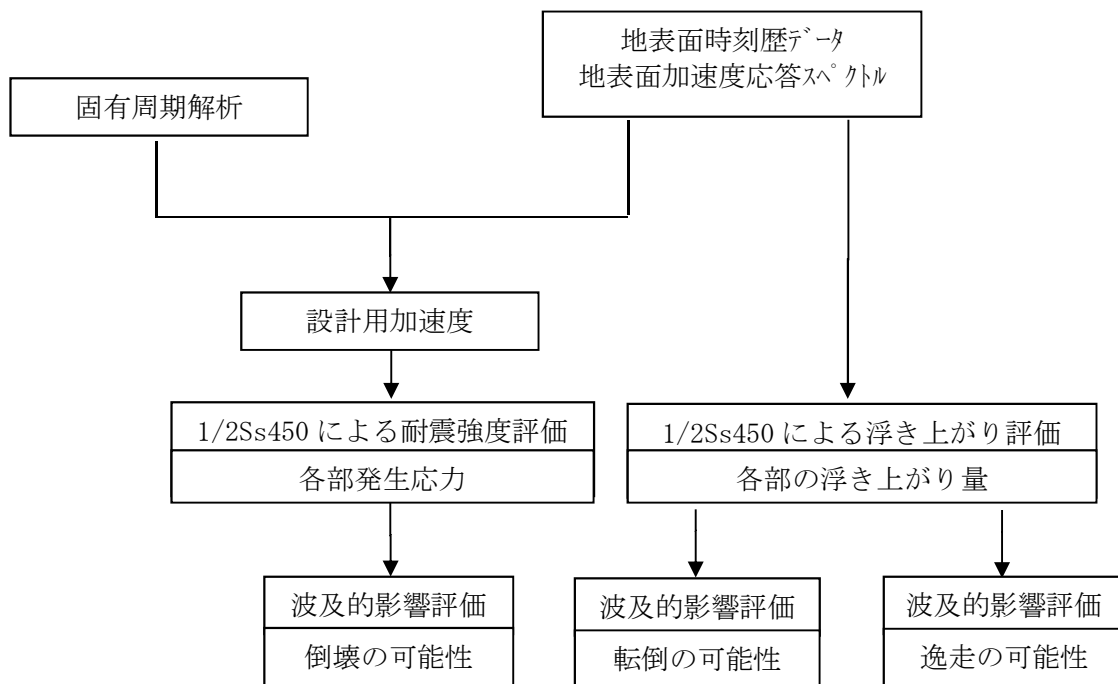 地表面時刻歴ﾃﾞｰﾀ
地表面加速度応答ｽﾍﾟｸﾄﾙ
固有周期解析
設計用加速度
1/2Ss450 による耐震強度評価
各部発生応力
1/2Ss450 による浮き上がり評価
各部の浮き上がり量
波及的影響評価
倒壊の可能性
波及的影響評価
転倒の可能性
波及的影響評価
逸走の可能性